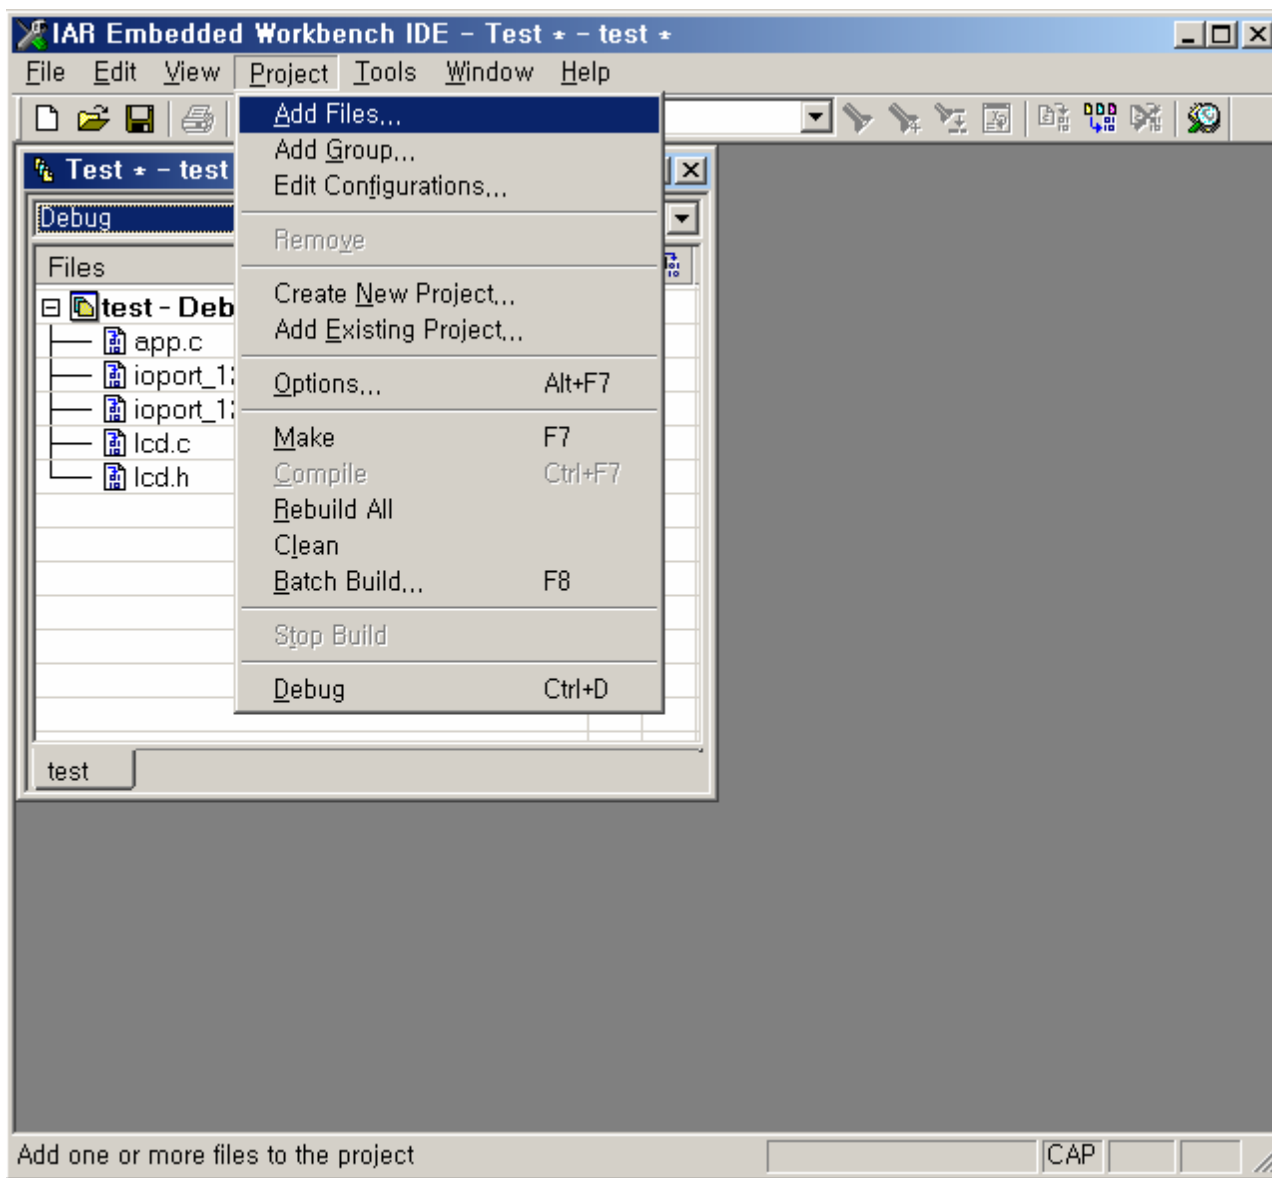 IAR Embedded Workbench IDE - Test * - test *
File Edit View Project Tools Window Help
Add Files...
Add Group...
Edit Configurations...
Remove
Create New Project...
Add Existing Project...
Options... Alt+F7
Make F7
Compile Ctrl+F7
Rebuild All
Clean
Batch Build... F8
Stop Build
Debug Ctrl+D
Test * - test
Debug
Files
test - Deb
app.c
ioport_12
ioport_12
lcd.c
lcd.h
test
Add one or more files to the project
CAP